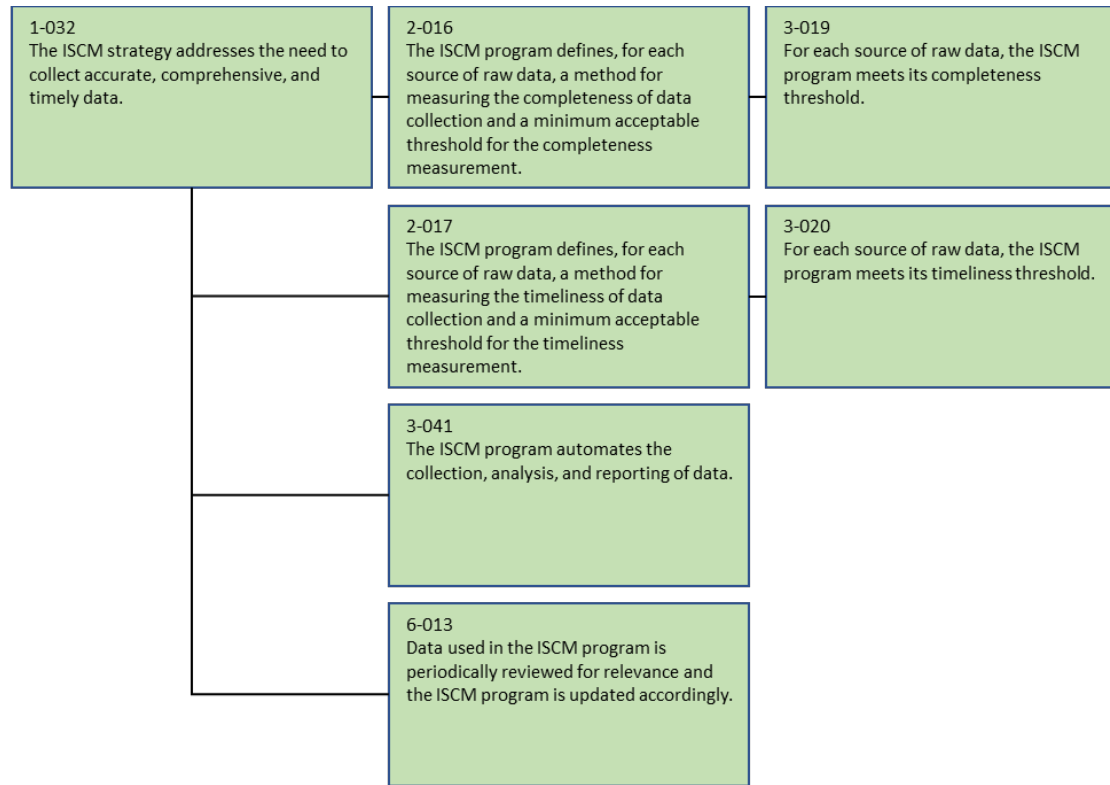 1-032
The ISCM strategy addresses the need to
collect accurate, comprehensive, and
timely data.
2-016
The ISCM program defines, for each
source of raw data, a method for
measuring the completeness of data
collection and a minimum acceptable
threshold for the completeness
measurement.
3-019
For each source of raw data, the ISCM
program meets its completeness
threshold.
2-017
The ISCM program defines, for each
source of raw data, a method for
measuring the timeliness of data
collection and a minimum acceptable
threshold for the timeliness
measurement.
3-020
For each source of raw data, the ISCM
program meets its timeliness threshold.
3-041
The ISCM program automates the
collection, analysis, and reporting of data.
6-013
Data used in the ISCM program is
periodically reviewed for relevance and
the ISCM program is updated accordingly.